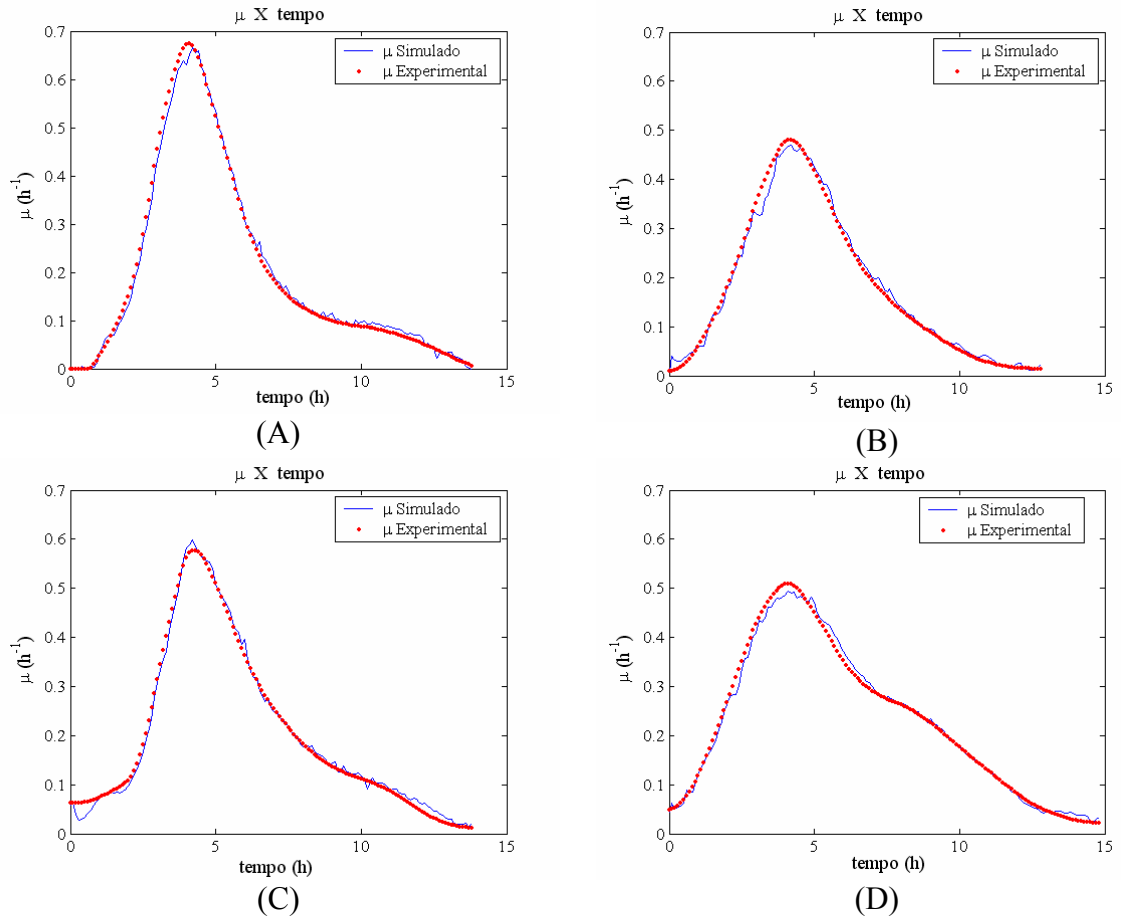 μ X tempo
0.7
0.6
0.5
0.4
0.3
0.2
0.1
0
μ (h-1)
μ Simulado
μ Experimental
0 5 10 15
tempo (h)
(A)
μ X tempo
0.7
0.6
0.5
0.4
0.3
0.2
0.1
0
μ (h-1)
μ Simulado
μ Experimental
0 5 10 15
tempo (h)
(B)
μ X tempo
0.7
0.6
0.5
0.4
0.3
0.2
0.1
0
μ (h-1)
μ Simulado
μ Experimental
0 5 10 15
tempo (h)
(C)
μ X tempo
0.7
0.6
0.5
0.4
0.3
0.2
0.1
0
μ (h-1)
μ Simulado
μ Experimental
0 5 10 15
tempo (h)
(D)